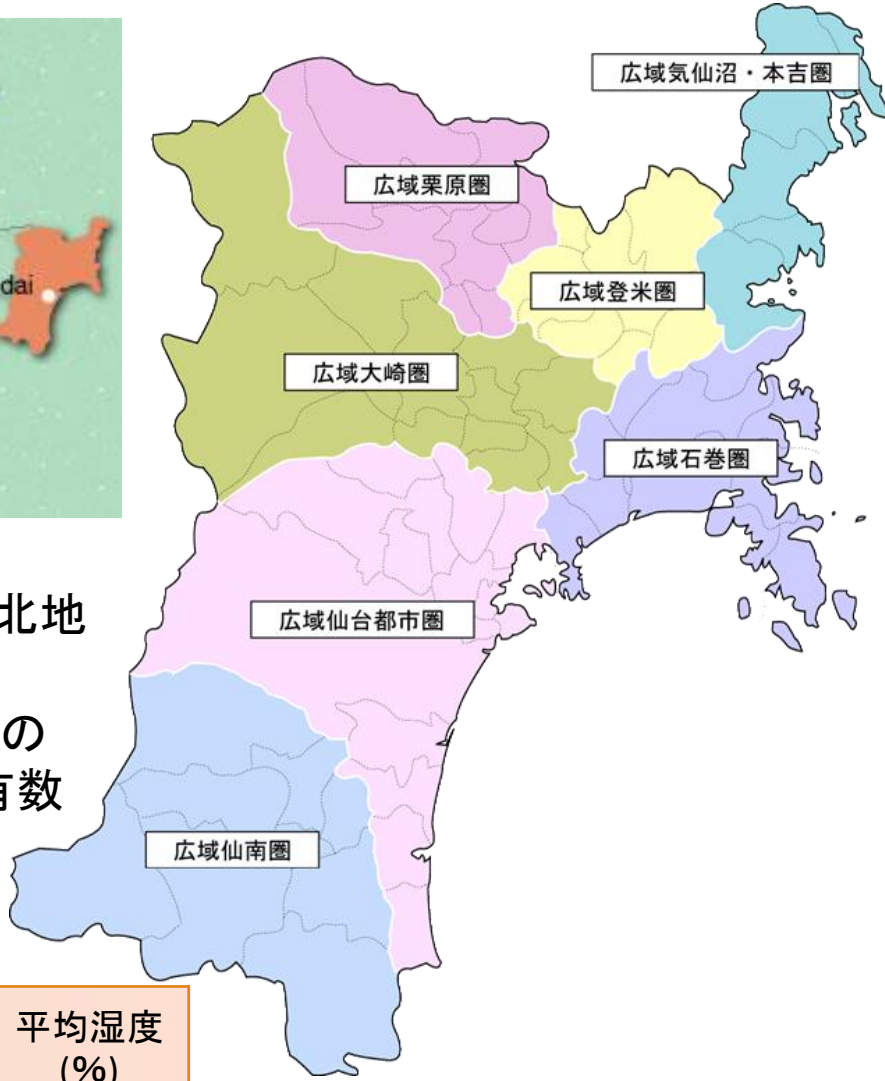 広域気仙沼・本吉圏
広域栗原圏
広域登米圏
dai
広域大崎圏
広域石巻圏
北地
広域仙台都市圏
の
有数
広域仙南圏
平均湿度
(%)